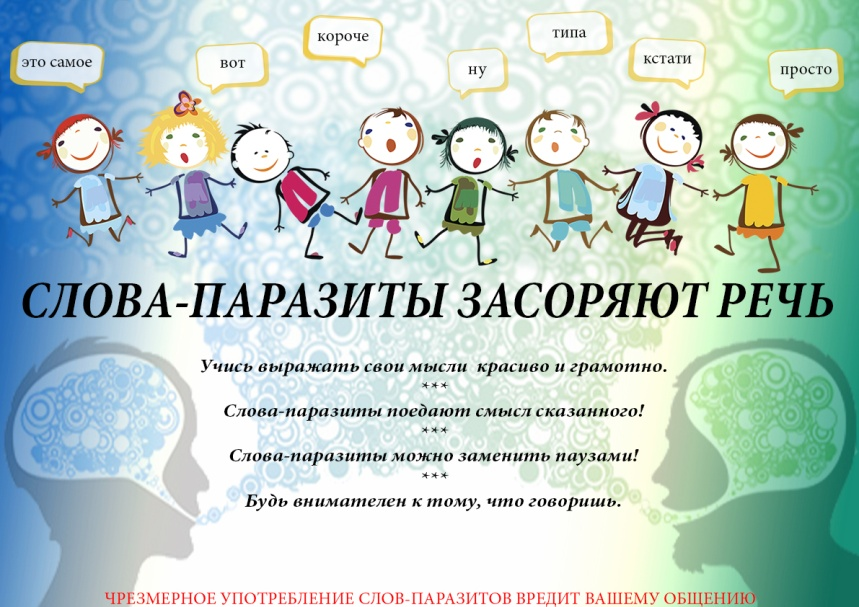 это самое
вот
короче
ну
типа
кстати
просто
СЛОВА-ПАРАЗИТЫ ЗАСОРЯЮТ РЕЧЬ
Учись выражать свои мысли красиво и грамотно.
***
Слова-паразиты поедают смысл сказанного!
***
Слова-паразиты можно заменить паузами!
***
Будь внимателен к тому, что говоришь.
ЧРЕЗМЕРНОЕ УПОТРЕБЛЕНИЕ СЛОВ-ПАРАЗИТОВ ВРЕДИТ ВАШЕМУ ОБЩЕНИЮ